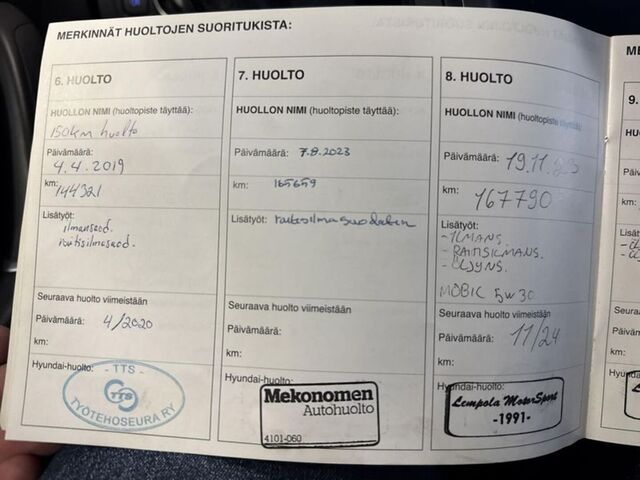 MERKINNÄT HUOLTOJEN SUORITUKISTA:
6. HUOLTO
HUOLLON NIMI (huoltopiste täyttää):
150km huolto
Päivämäärä:
4.4.2019
km:
144321
Lisätyöt:
ilmansuod.
raitisilmasuod.
Seuraava huolto viimeistään
Päivämäärä: 4/2020
km:
Hyundai-huolto:
- TTS -
TTS
TYÖTEHOSEURA RY
7. HUOLTO
HUOLLON NIMI (huoltopiste täyttää):
Päivämäärä: 7.8.2023
km: 165659
Lisätyöt: raitisilmasuodatin
Seuraava huolto viimeistään
Päivämäärä:
km:
Hyundai-huolto:
Mekonomen
Autohuolto
4101-060
8. HUOLTO
HUOLLON NIMI (huoltopiste täyttää):
Päivämäärä: 19.11.23
km: 167790
Lisätyöt:
- ILMANS.
- RAITISILMANS.
- ÖLJYNS.
MOBIL 5W30
Seuraava huolto viimeistään
Päivämäärä: 11/24
km:
Hyundai-huolto:
Lempola MotorSport
-1991-
9.